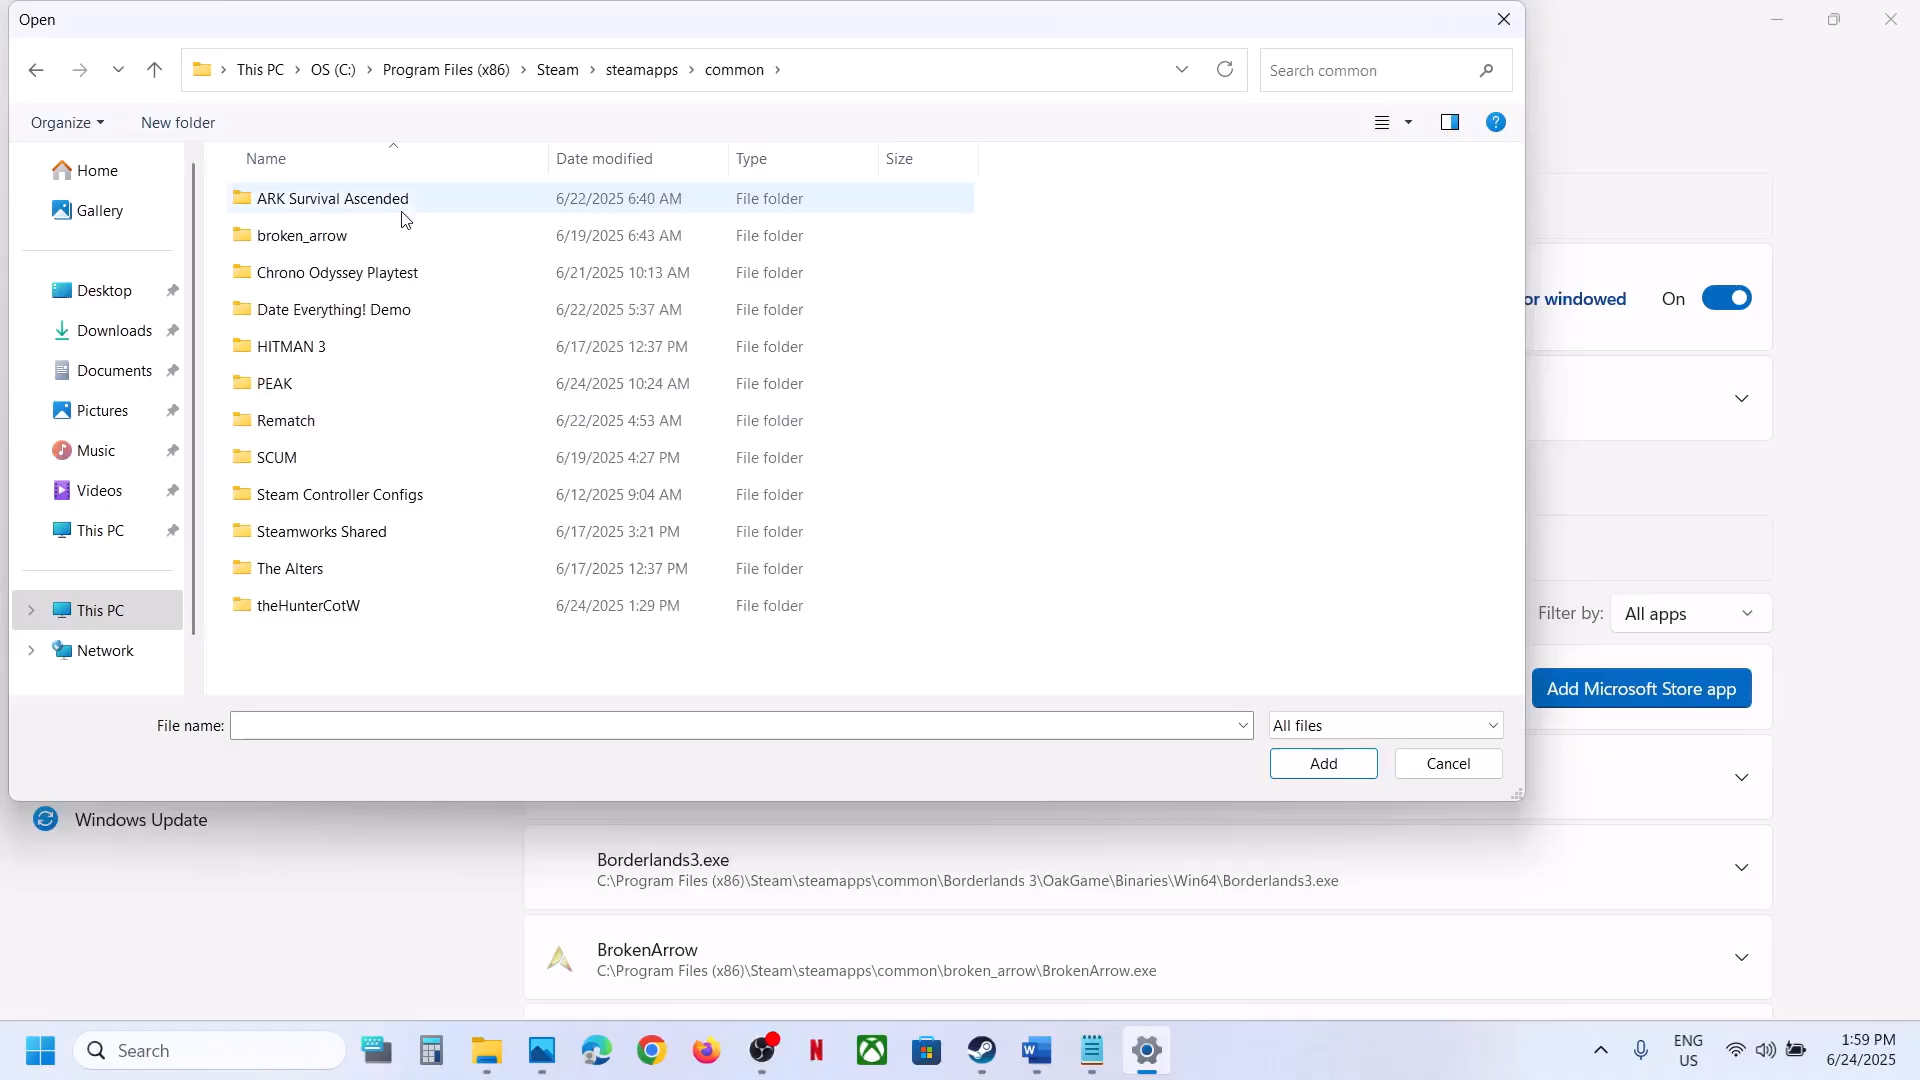 Open
This PC > OS (C:) > Program Files (x86) > Steam > steamapps > common >
Search common
Organize
New folder
Name
Date modified
Type
Size
Home
Gallery
Desktop
Downloads
Documents
Pictures
Music
Videos
This PC
This PC
Network
ARK Survival Ascended 6/22/2025 6:40 AM File folder
broken_arrow 6/19/2025 6:43 AM File folder
Chrono Odyssey Playtest 6/21/2025 10:13 AM File folder
Date Everything! Demo 6/22/2025 5:37 AM File folder
HITMAN 3 6/17/2025 12:37 PM File folder
PEAK 6/24/2025 10:24 AM File folder
Rematch 6/22/2025 4:53 AM File folder
SCUM 6/19/2025 4:27 PM File folder
Steam Controller Configs 6/12/2025 9:04 AM File folder
Steamworks Shared 6/17/2025 3:21 PM File folder
The Alters 6/17/2025 12:37 PM File folder
theHunterCotW 6/24/2025 1:29 PM File folder
File name:
All files
Add
Cancel
or windowed
On
Filter by:
All apps
Add Microsoft Store app
Windows Update
Borderlands3.exe
C:\Program Files (x86)\Steam\steamapps\common\Borderlands 3\OakGame\Binaries\Win64\Borderlands3.exe
BrokenArrow
C:\Program Files (x86)\Steam\steamapps\common\broken_arrow\BrokenArrow.exe
Search
ENG
US
1:59 PM
6/24/2025